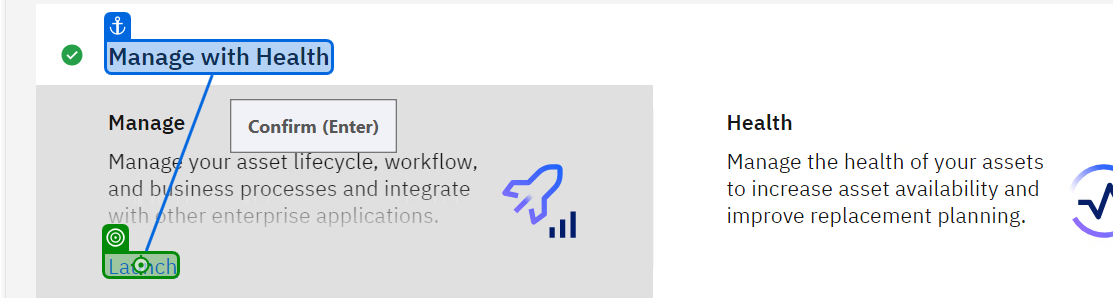 Manage with Health
Confirm (Enter)
Manage
Manage your asset lifecycle, workflow,
and business processes and integrate
with other enterprise applications.
Launch
Health
Manage the health of your assets
to increase asset availability and
improve replacement planning.